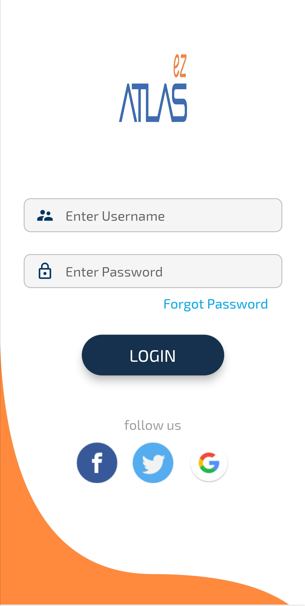 ez
ATLAS
Enter Username
Enter Password
Forgot Password
LOGIN
follow us
f
G